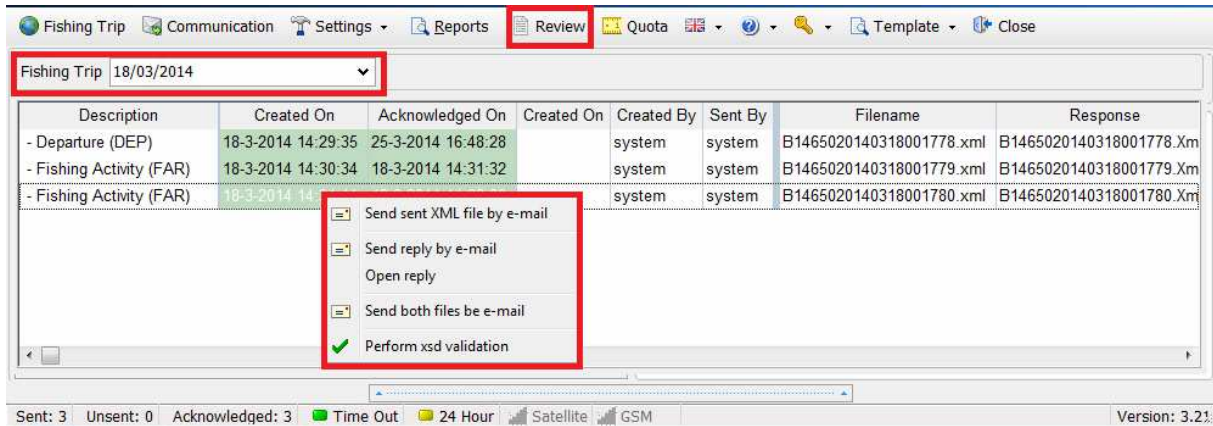 Fishing Trip Communication Settings Reports Review Quota Template Close
Fishing Trip 18/03/2014
Description Created On Acknowledged On Created On Created By Sent By Filename Response
- Departure (DEP) 18-3-2014 14:29:35 25-3-2014 16:48:28 system system B1465020140318001778.xml B1465020140318001778.Xm
- Fishing Activity (FAR) 18-3-2014 14:30:34 18-3-2014 14:31:32 system system B1465020140318001779.xml B1465020140318001779.Xm
- Fishing Activity (FAR) 18-3-2014 system system B1465020140318001780.xml B1465020140318001780.Xm
Send sent XML file by e-mail
Send reply by e-mail
Open reply
Send both files be e-mail
Perform xsd validation
Sent: 3 Unsent: 0 Acknowledged: 3 Time Out 24 Hour Satellite GSM Version: 3.21